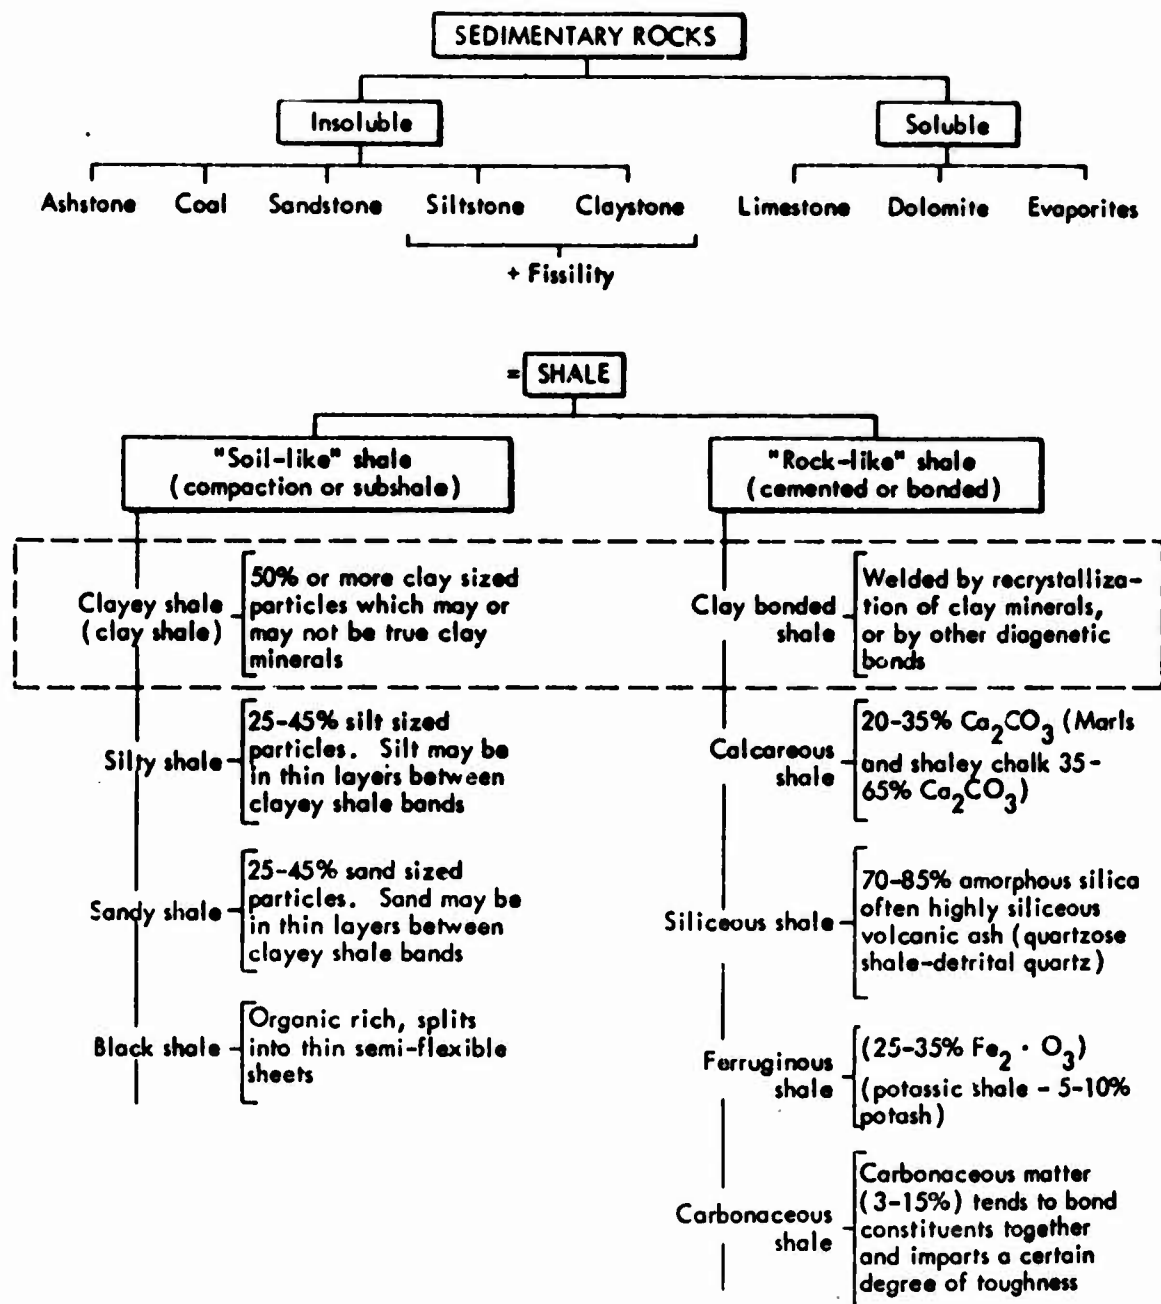 SEDIMENTARY ROCKS
Insoluble
Soluble
Ashstone
Coal
Sandstone
Siltstone
Claystone
Limestone
Dolomite
Evaporites
+ Fissility
= SHALE
"Soil-like" shale
(compaction or subshale)
"Rock-like" shale
(cemented or bonded)
Clayey shale
(clay shale)
50% or more clay sized
particles which may or
may not be true clay
minerals
Clay bonded
shale
Welded by recrystalliza-
tion of clay minerals,
or by other diagenetic
bonds
Silty shale
25-45% silt sized
particles. Silt may be
in thin layers between
clayey shale bands
Calcareous
shale
20-35% Ca₂CO₃ (Marls
and shaley chalk 35-
65% Ca₂CO₃)
Sandy shale
25-45% sand sized
particles. Sand may be
in thin layers between
clayey shale bands
Siliceous shale
70-85% amorphous silica
often highly siliceous
volcanic ash (quartzose
shale-detrital quartz)
Black shale
Organic rich, splits
into thin semi-flexible
sheets
Ferruginous
shale
(25-35% Fe₂ · O₃)
(potassic shale - 5-10%
potash)
Carbonaceous
shale
Carbonaceous matter
(3-15%) tends to bond
constituents together
and imparts a certain
degree of toughness